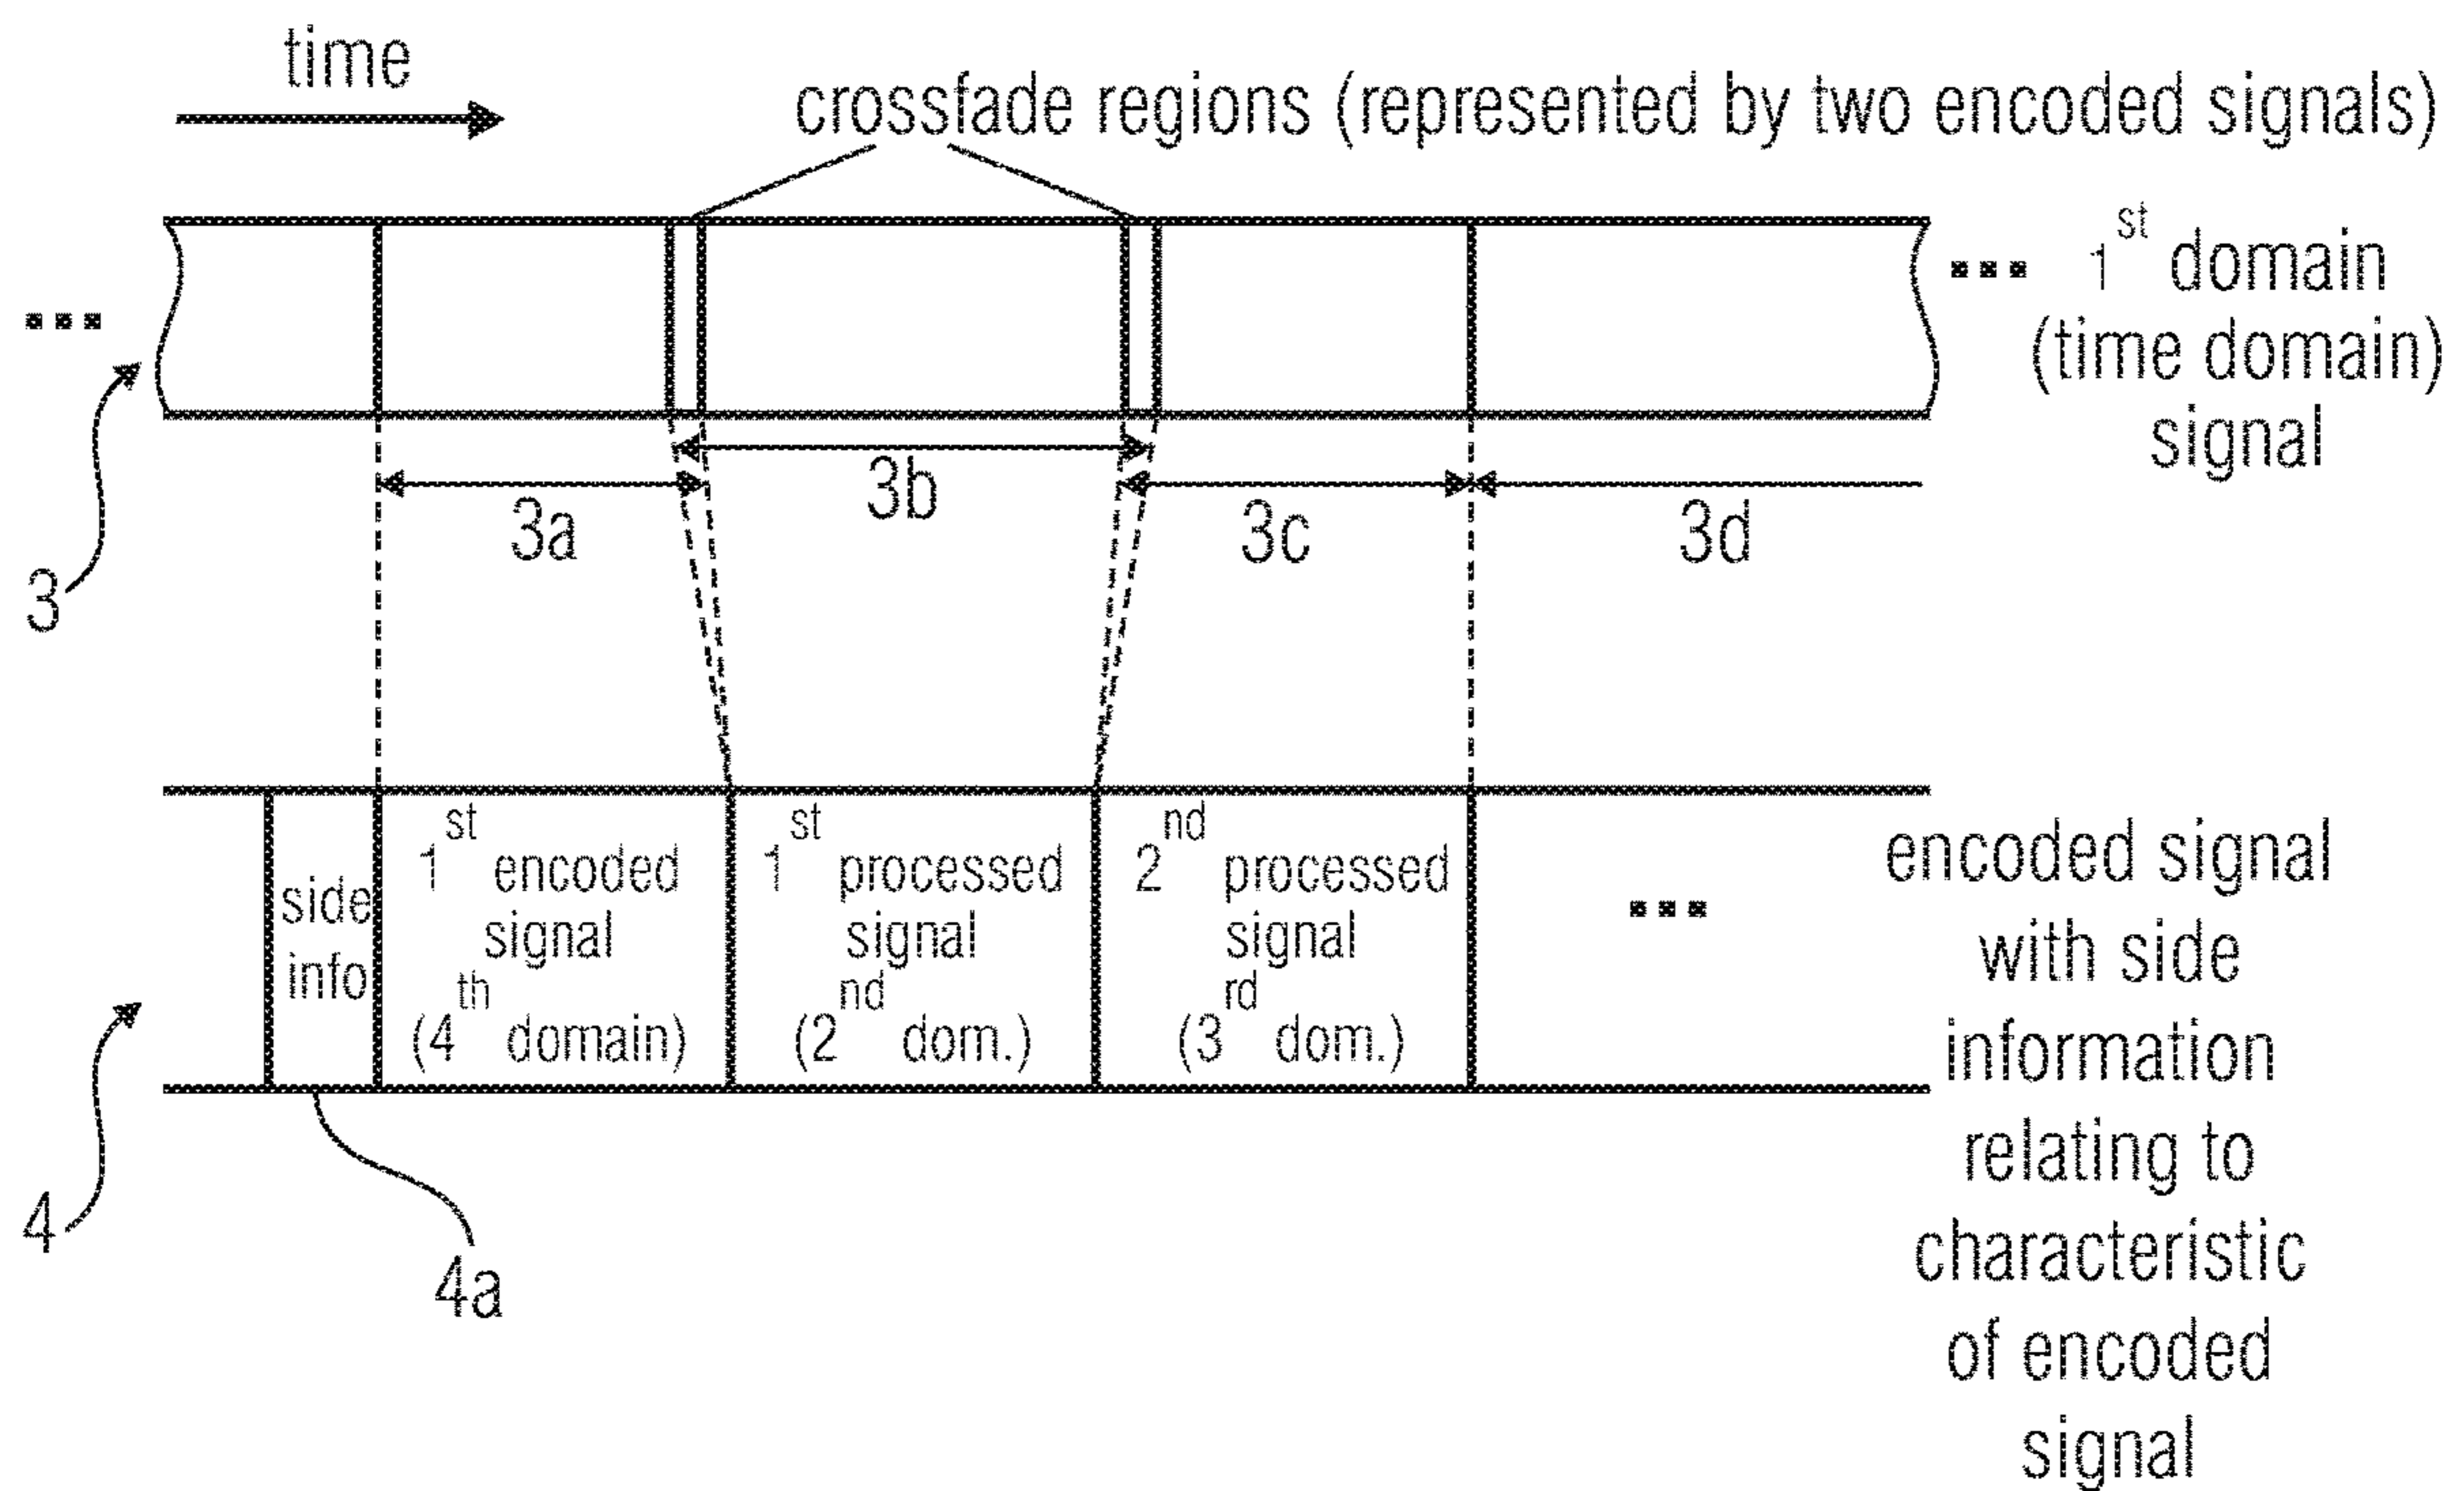 time
crossfade regions (represented by two encoded signals)
... 1st domain
(time domain)
signal
...
3
3a
3b
3c
3d
side
info
1st encoded
signal
(4th domain)
1st processed
signal
(2nd dom.)
2nd processed
signal
(3rd dom.)
...
encoded signal
with side
information
relating to
characteristic
of encoded
signal
4
4a